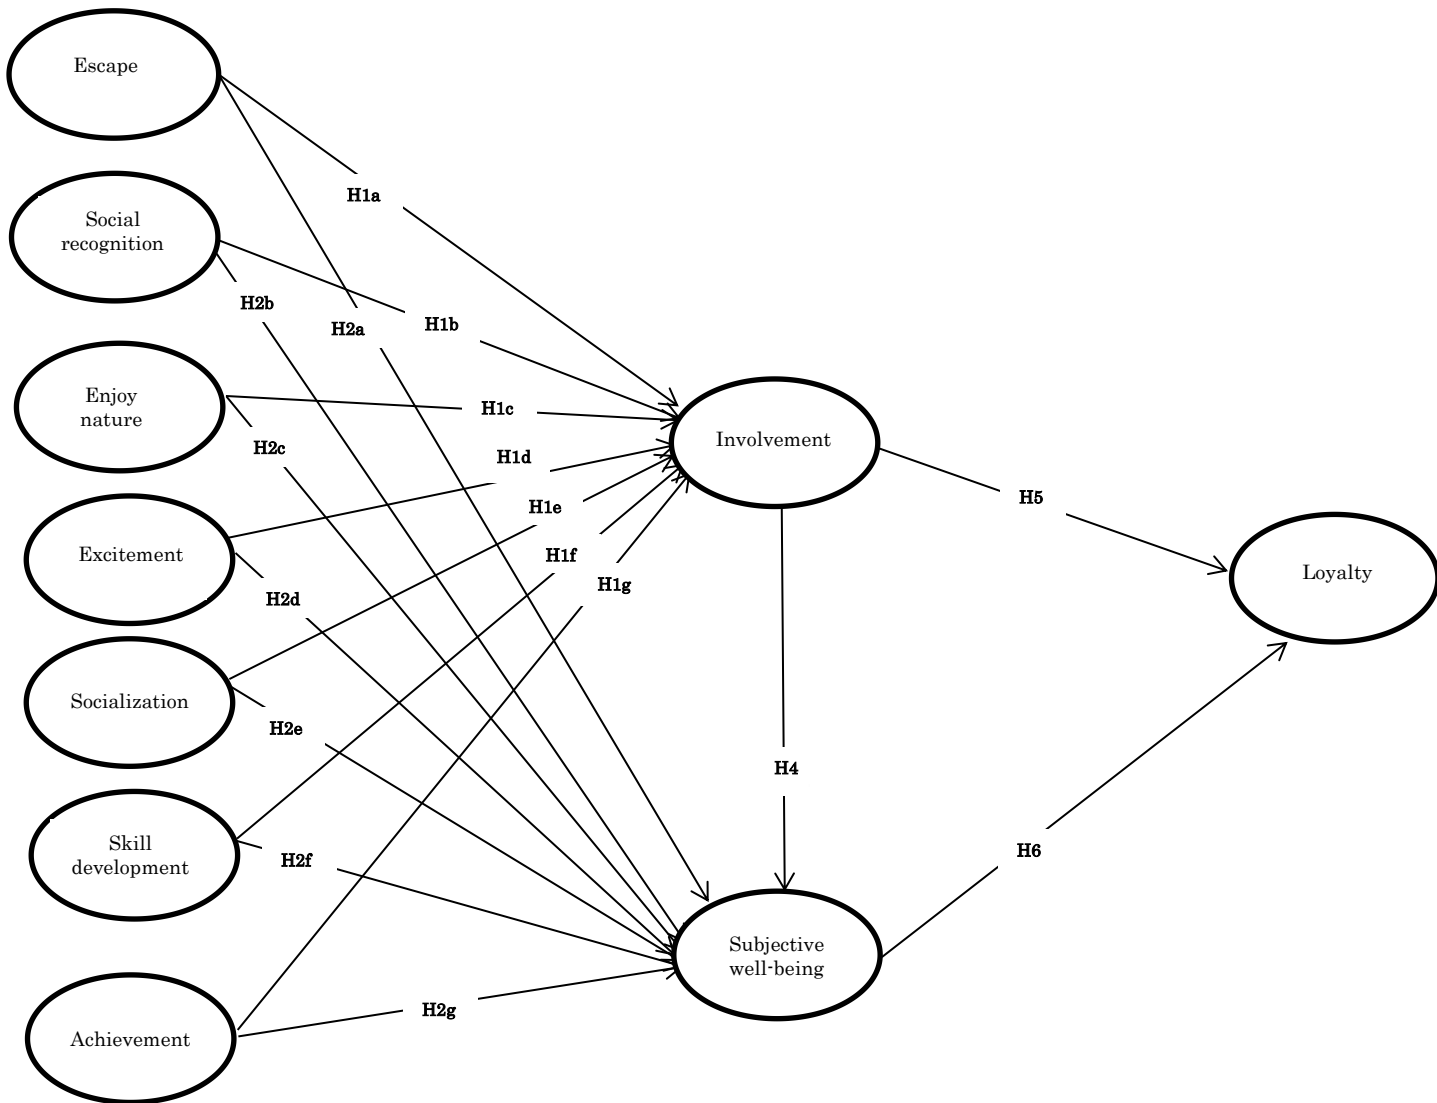 Escape
H1a
Social
recognition
H2b
H2a
H1b
Enjoy
nature
H1c
H2c
Involvement
H1d
H5
H1e
Excitement
H1f
H1g
Loyalty
H2d
Socialization
H2e
H4
Skill
development
H2f
H6
Subjective
well-being
H2g
Achievement